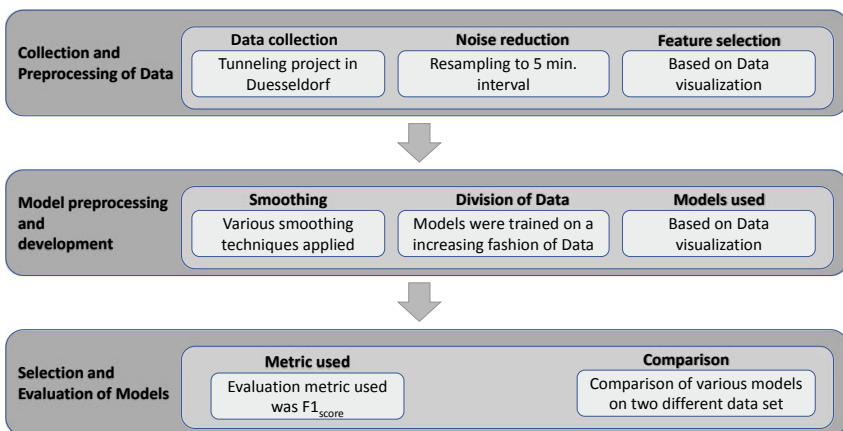 Collection and
Preprocessing of Data
Data collection
Tunneling project in
Duesseldorf
Noise reduction
Resampling to 5 min.
interval
Feature selection
Based on Data
visualization
Model preprocessing
and
development
Smoothing
Various smoothing
techniques applied
Division of Data
Models were trained on a
increasing fashion of Data
Models used
Based on Data
visualization
Selection and
Evaluation of Models
Metric used
Evaluation metric used
was F1score
Comparison
Comparison of various models
on two different data set